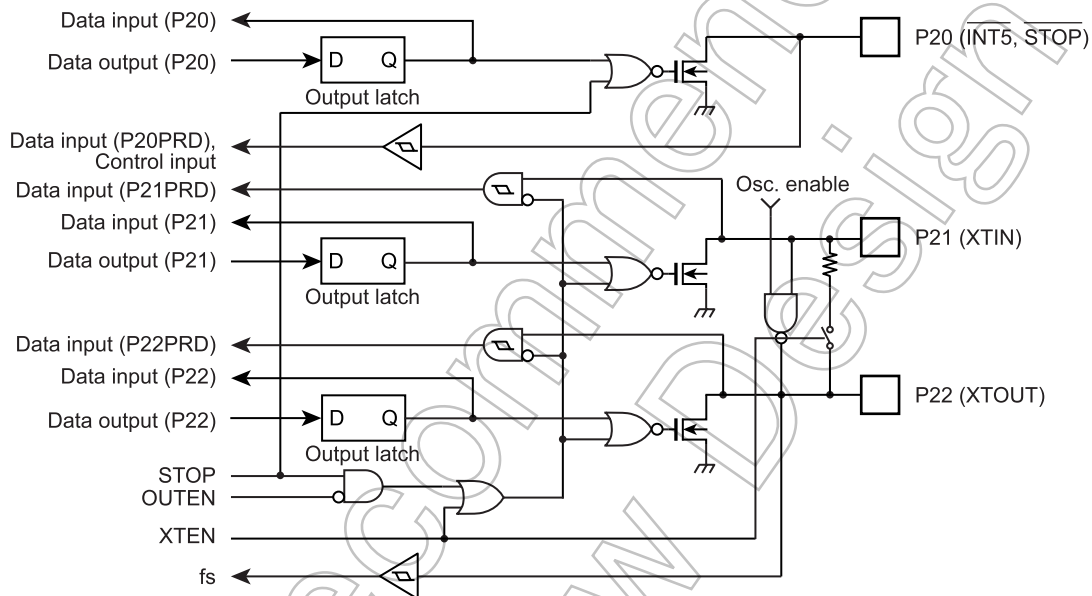 Data input (P20)
Data output (P20)
D Q
Output latch
P20 (INT5, STOP)
Data input (P20PRD),
Control input
Data input (P21PRD)
Osc. enable
Data input (P21)
P21 (XTIN)
Data output (P21)
D Q
Output latch
Data input (P22PRD)
Data input (P22)
P22 (XTOUT)
Data output (P22)
D Q
Output latch
STOP
OUTEN
XTEN
fs